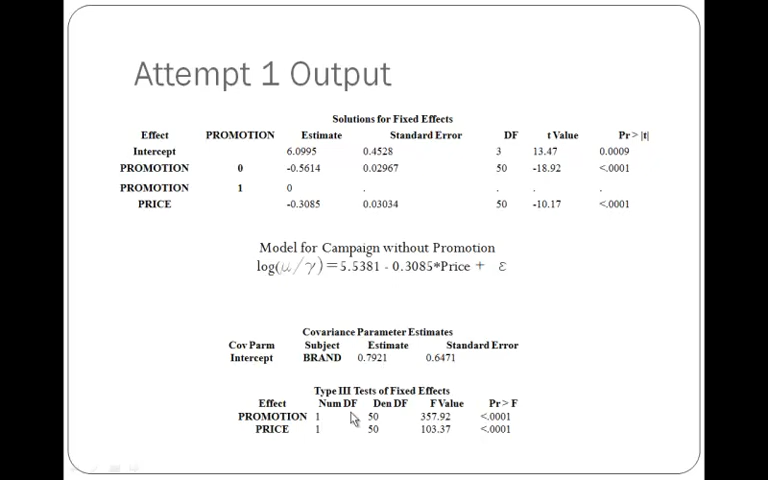 Attempt 1 Output
Solutions for Fixed Effects
Effect PROMOTION Estimate Standard Error DF t Value Pr > |t|
Intercept 6.0995 0.4528 3 13.47 0.0009
PROMOTION 0 -0.5614 0.02967 50 -18.92 <.0001
PROMOTION 1 0 . . . .
PRICE -0.3085 0.03034 50 -10.17 <.0001
Model for Campaign without Promotion
log(μ/γ)=5.5381 - 0.3085*Price + ε
Covariance Parameter Estimates
Cov Parm Subject Estimate Standard Error
Intercept BRAND 0.7921 0.6471
Type III Tests of Fixed Effects
Effect Num DF Den DF F Value Pr > F
PROMOTION 1 50 357.92 <.0001
PRICE 1 50 103.37 <.0001